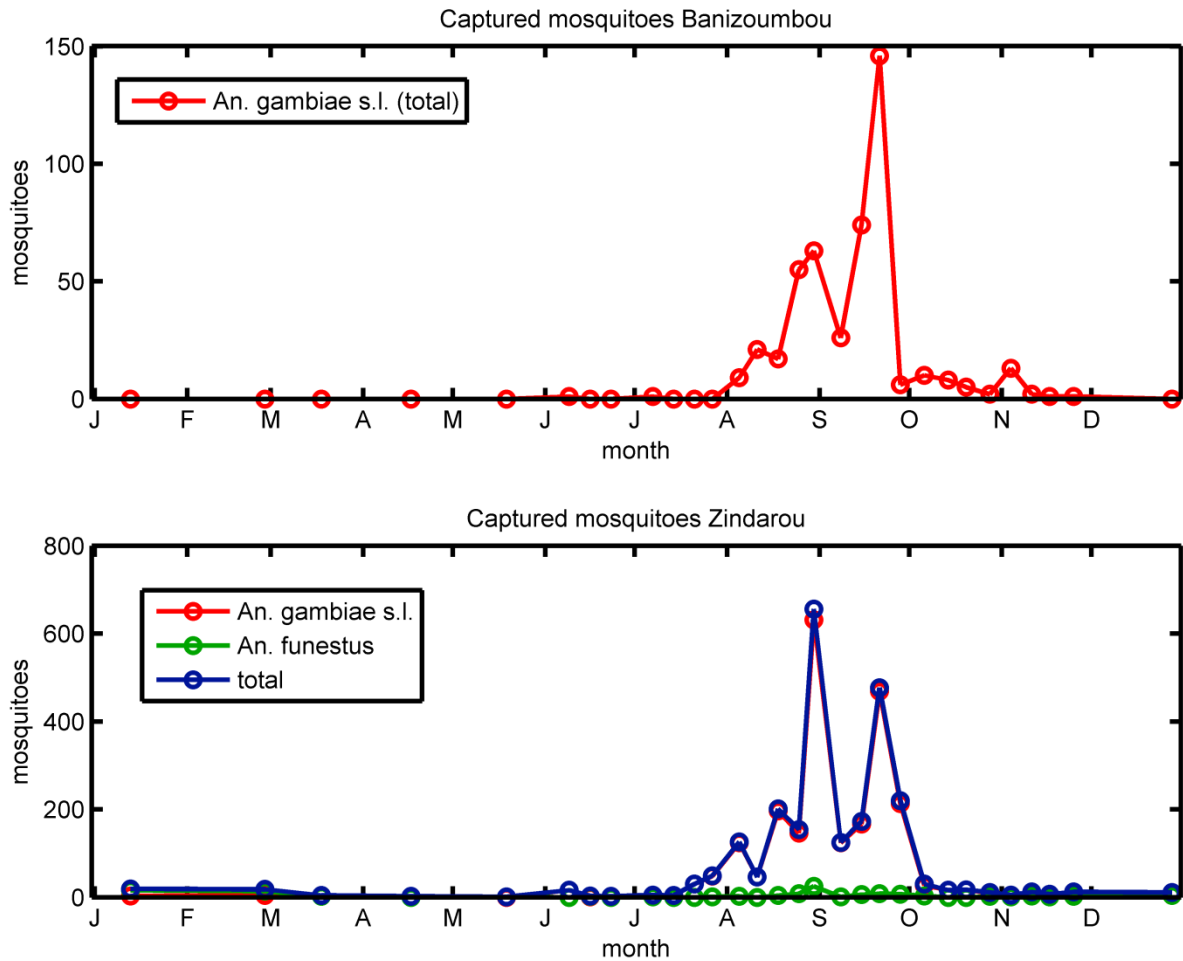 Captured mosquitoes Banizoumbou
150
An. gambiae s.l. (total)
100
mosquitoes
50
0
J F M A M J J A S O N D
month
Captured mosquitoes Zindarou
800
An. gambiae s.l.
600
An. funestus
total
mosquitoes
400
200
0
J F M A M J J A S O N D
month